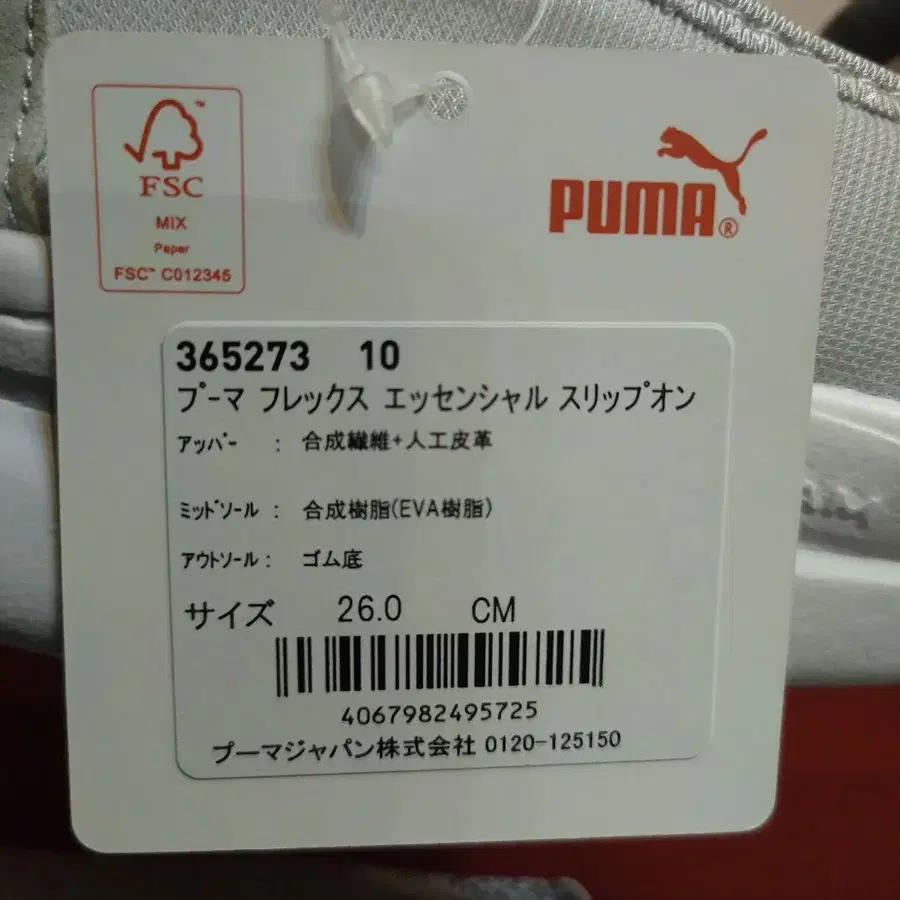 FSC™
MIX
Paper
FSC™ C012345
PUMA®
365273 10
プーマ フレックス エッセンシャル スリップオン
アッパー : 合成繊維+人工皮革
ミッドソール : 合成樹脂(EVA樹脂)
アウトソール : ゴム底
サイズ 26.0 CM
4067982495725
プーマジャパン株式会社 0120-125150